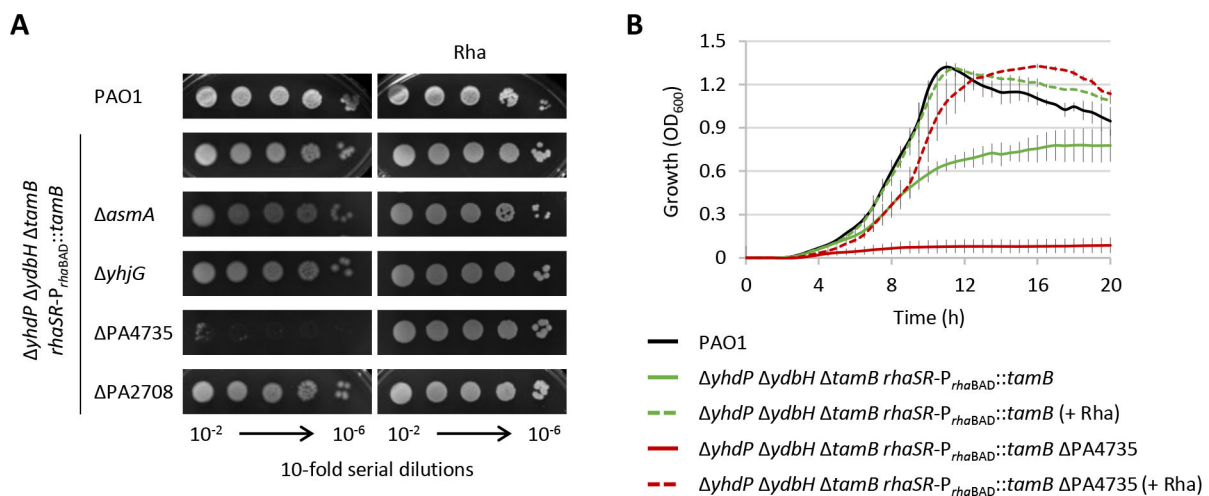 A
Rha
PAO1
ΔyhdP ΔydbH ΔtamB
rhaSR-PrhaBAD::tamB
ΔasmA
ΔyhjG
ΔPA4735
ΔPA2708
10-2 10-6 10-2 10-6
10-fold serial dilutions
B
Growth (OD600)
1.5
1.2
0.9
0.6
0.3
0
0 4 8 12 16 20
Time (h)
PAO1
ΔyhdP ΔydbH ΔtamB rhaSR-PrhaBAD::tamB
ΔyhdP ΔydbH ΔtamB rhaSR-PrhaBAD::tamB (+ Rha)
ΔyhdP ΔydbH ΔtamB rhaSR-PrhaBAD::tamB ΔPA4735
ΔyhdP ΔydbH ΔtamB rhaSR-PrhaBAD::tamB ΔPA4735 (+ Rha)